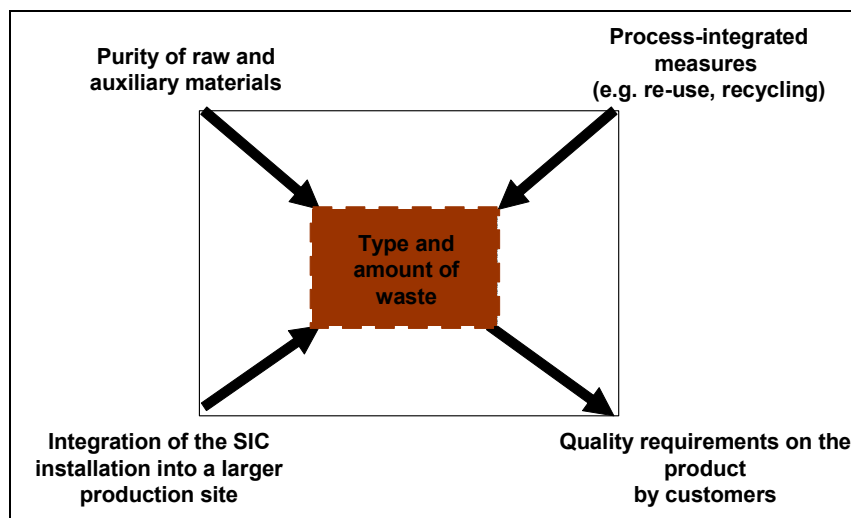 Purity of raw and
auxiliary materials
Process-integrated
measures
(e.g. re-use, recycling)
Type and
amount of
waste
Integration of the SIC
installation into a larger
production site
Quality requirements on the
product
by customers